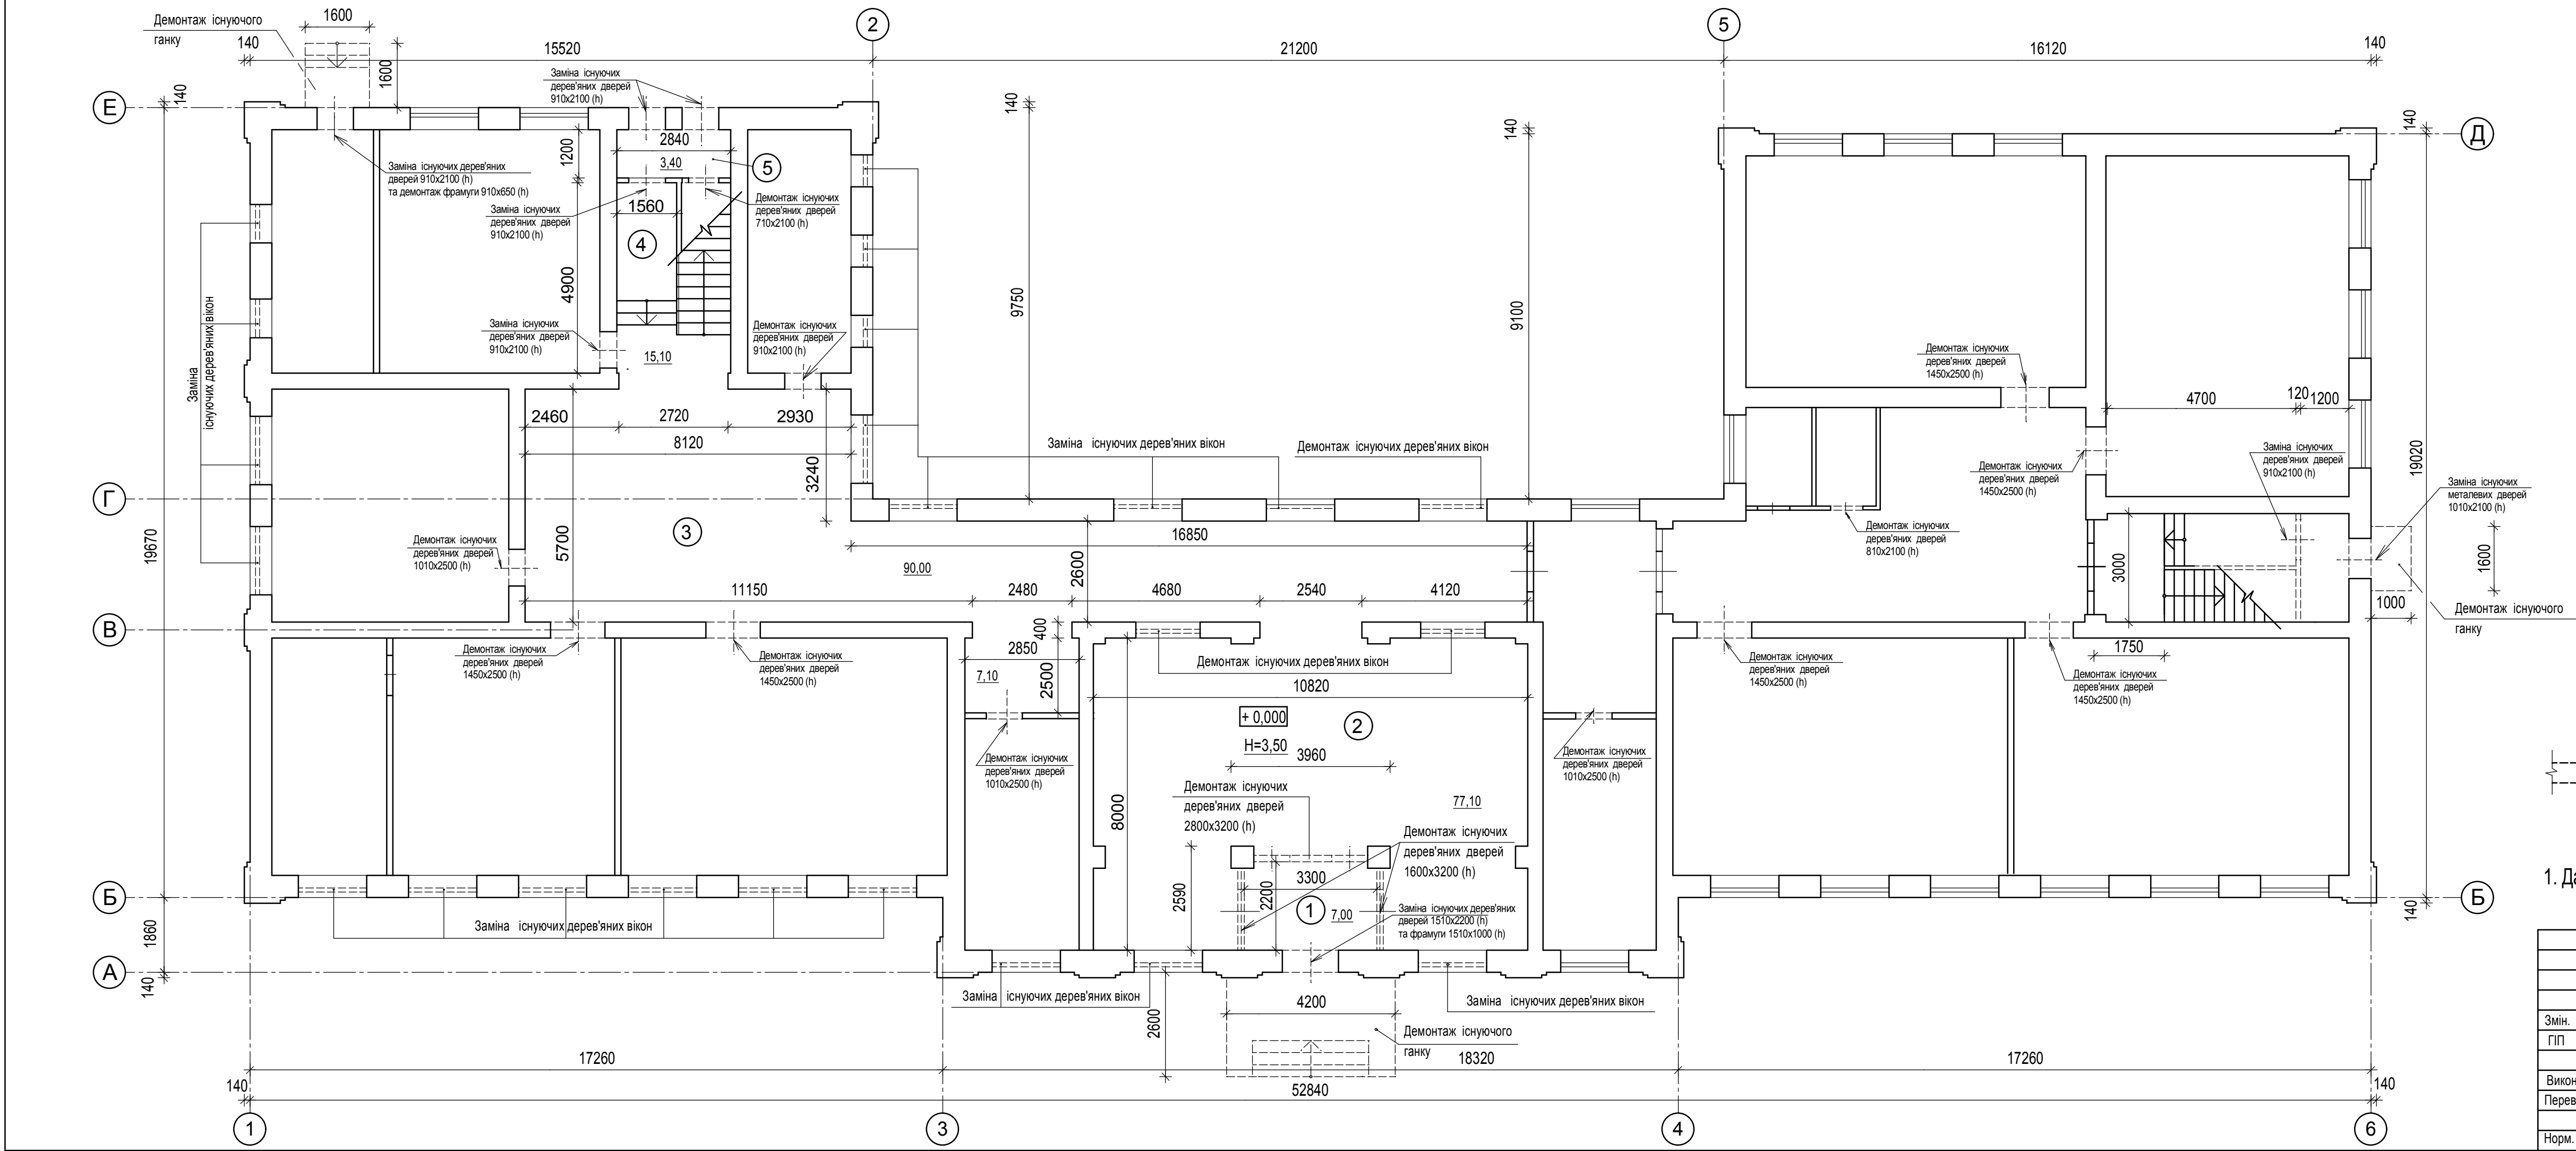 Демонтаж існуючого
ганку
1600
2
5
140
15520
21200
16120
140
1600
Заміна існуючих
дерев'яних дверей
910х2100 (h)
Е
140
140
140
140
Д
2840
1200
3,40
5
Заміна існуючих дерев'яних
дверей 910х2100 (h)
та демонтаж фрамуги 910х650 (h)
Заміна існуючих
дерев'яних дверей
910х2100 (h)
1560
Демонтаж існуючих
дерев'яних дверей
710х2100 (h)
4
4900
9750
9100
Заміна
існуючих дерев'яних вікон
Заміна існуючих
дерев'яних дверей
910х2100 (h)
15,10
Демонтаж існуючих
дерев'яних дверей
910х2100 (h)
Демонтаж існуючих
дерев'яних дверей
1450х2500 (h)
4700
120
1200
2460
2720
2930
8120
3240
Заміна існуючих дерев'яних вікон
Демонтаж існуючих дерев'яних вікон
Демонтаж існуючих
дерев'яних дверей
1450х2500 (h)
Заміна існуючих
дерев'яних дверей
910х2100 (h)
19020
Заміна існуючих
металевих дверей
1010х2100 (h)
Г
19670
3
5700
Демонтаж існуючих
дерев'яних дверей
1010х2500 (h)
16850
90,00
2600
Демонтаж існуючих
дерев'яних дверей
810х2100 (h)
3000
1600
1000
Демонтаж існуючого
ганку
11150
2480
4680
2540
4120
В
400
2850
Демонтаж існуючих
дерев'яних дверей
1450х2500 (h)
Демонтаж існуючих
дерев'яних дверей
1450х2500 (h)
7,10
2500
Демонтаж існуючих дерев'яних вікон
10820
Демонтаж існуючих
дерев'яних дверей
1450х2500 (h)
1750
Демонтаж існуючих
дерев'яних дверей
1450х2500 (h)
+ 0,000
2
H=3,50
3960
Демонтаж існуючих
дерев'яних дверей
1010х2500 (h)
Демонтаж існуючих
дерев'яних дверей
1010х2500 (h)
8000
Демонтаж існуючих
дерев'яних дверей
2800х3200 (h)
77,10
Демонтаж існуючих
дерев'яних дверей
1600х3200 (h)
2590
2200
3300
1
7,00
Заміна існуючих дерев'яних
дверей 1510х2200 (h)
та фрамуги 1510х1000 (h)
1. Да
Б
1860
Заміна існуючих дерев'яних вікон
140
Б
А
140
Заміна існуючих дерев'яних вікон
4200
2600
Заміна існуючих дерев'яних вікон
Демонтаж існуючого
ганку
17260
18320
17260
140
52840
140
1
3
4
6
Змін.
ГІП
Викон
Перев
Норм.